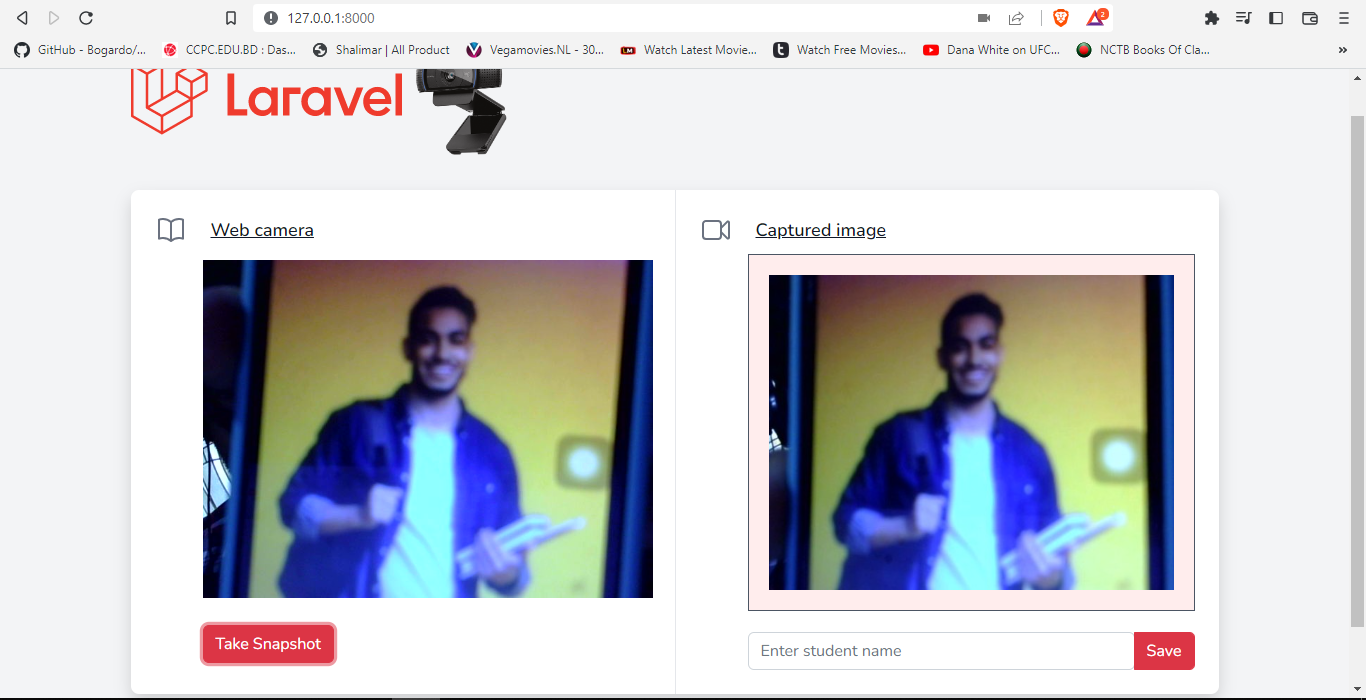 127.0.0.1:8000
2
GitHub - Bogardo/...
CCPC.EDU.BD : Das...
Shalimar | All Product
Vegamovies.NL - 30...
LM
Watch Latest Movie...
t
Watch Free Movies...
Dana White on UFC...
NCTB Books Of Cla...
»
Laravel
Web camera
Captured image
Take Snapshot
Enter student name
Save